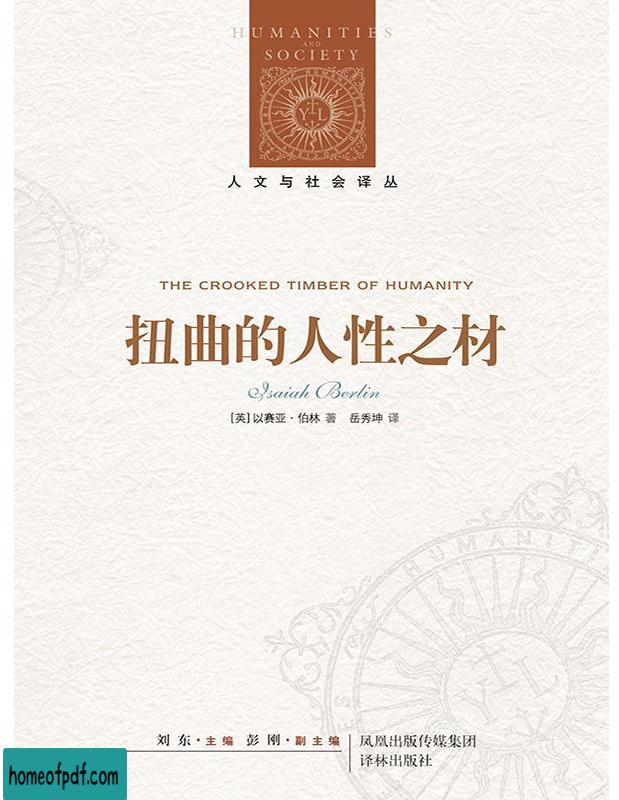 HUMANITIES
AND
SOCIETY
Y L
人文与社会译丛
THE CROOKED TIMBER OF HUMANITY
扭曲的人性之材
Isaiah Berlin
[英]以赛亚·伯林 著 岳秀坤 译
HUMANITIES
Y L
刘东·主编 彭刚·副主编
凤凰出版传媒集团
译林出版社
homeofpdf.com